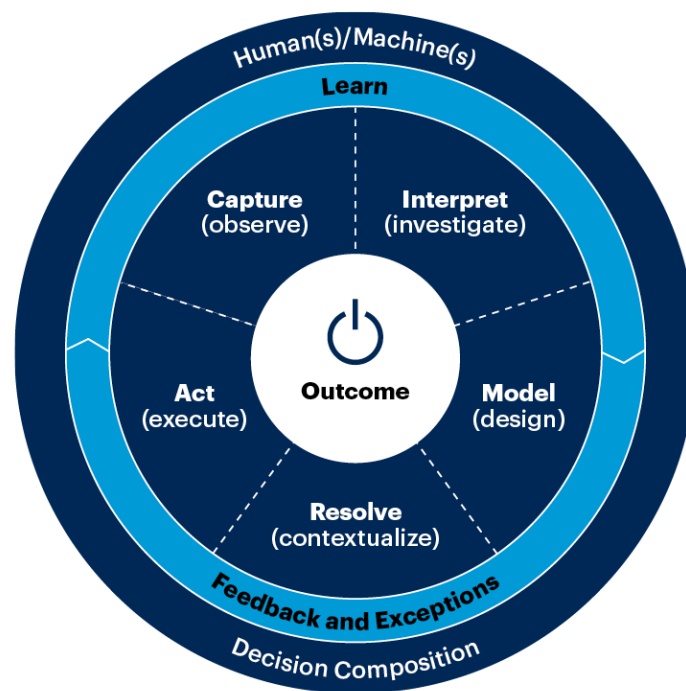 Human(s)/Machine(s)
Learn
Capture
(observe)
Interpret
(investigate)
Outcome
Act
(execute)
Model
(design)
Resolve
(contextualize)
Feedback and Exceptions
Decision Composition